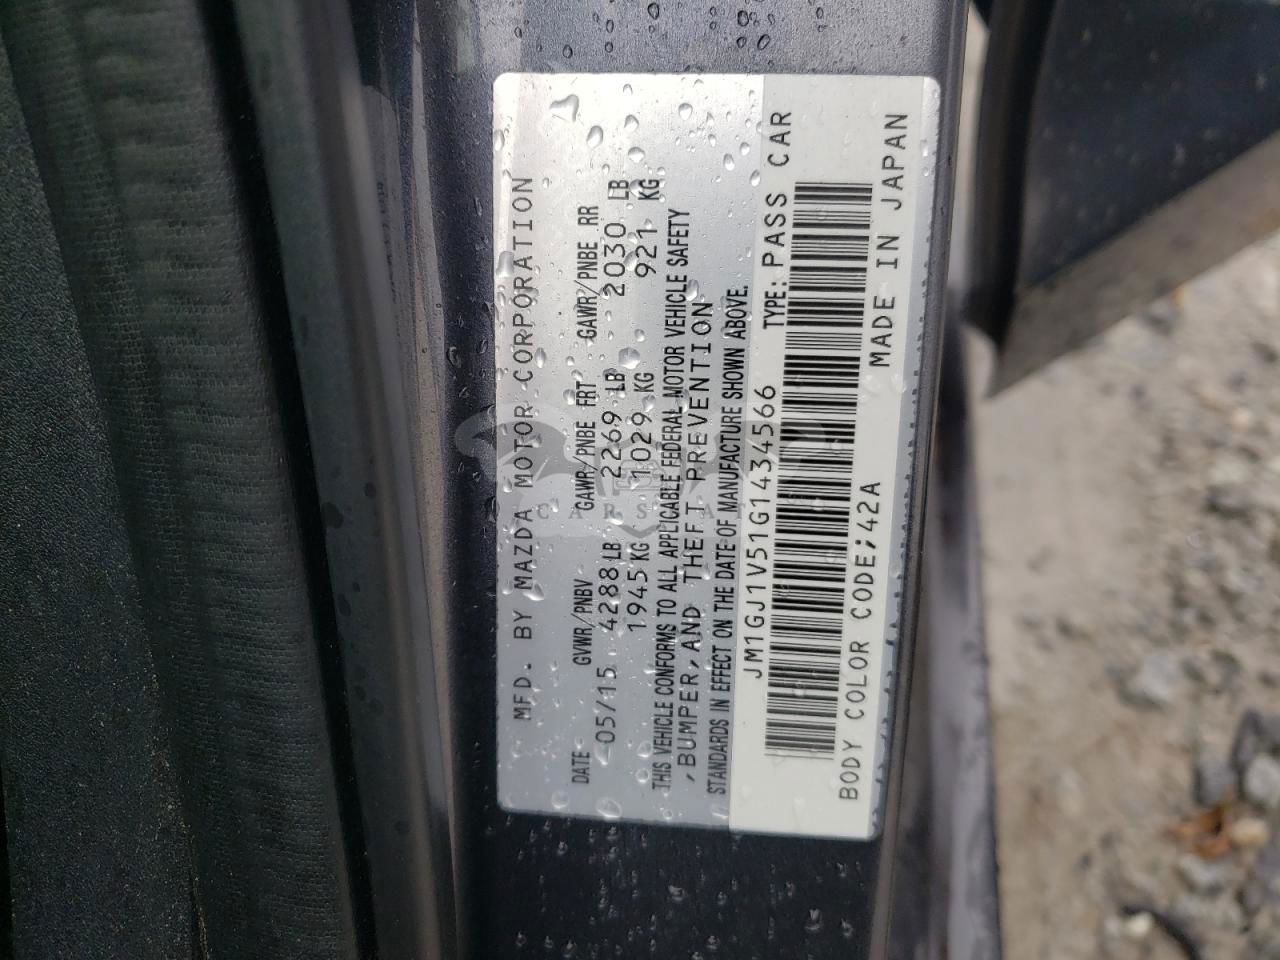 MFD. BY MAZDA MOTOR CORPORATION
DATE GVWR/PNBV GAWR/PNBE FRT GAWR/PNBE RR
05/15 4288 LB 2269 LB 2030 LB
1945 KG 1029 KG 921 KG
THIS VEHICLE CONFORMS TO ALL APPLICABLE FEDERAL MOTOR VEHICLE SAFETY
,BUMPER, AND THEFT PREVENTION
STANDARDS IN EFFECT ON THE DATE OF MANUFACTURE SHOWN ABOVE.
JM1GJ1V51G1434566 TYPE: PASS CAR
BODY COLOR CODE;42A MADE IN JAPAN